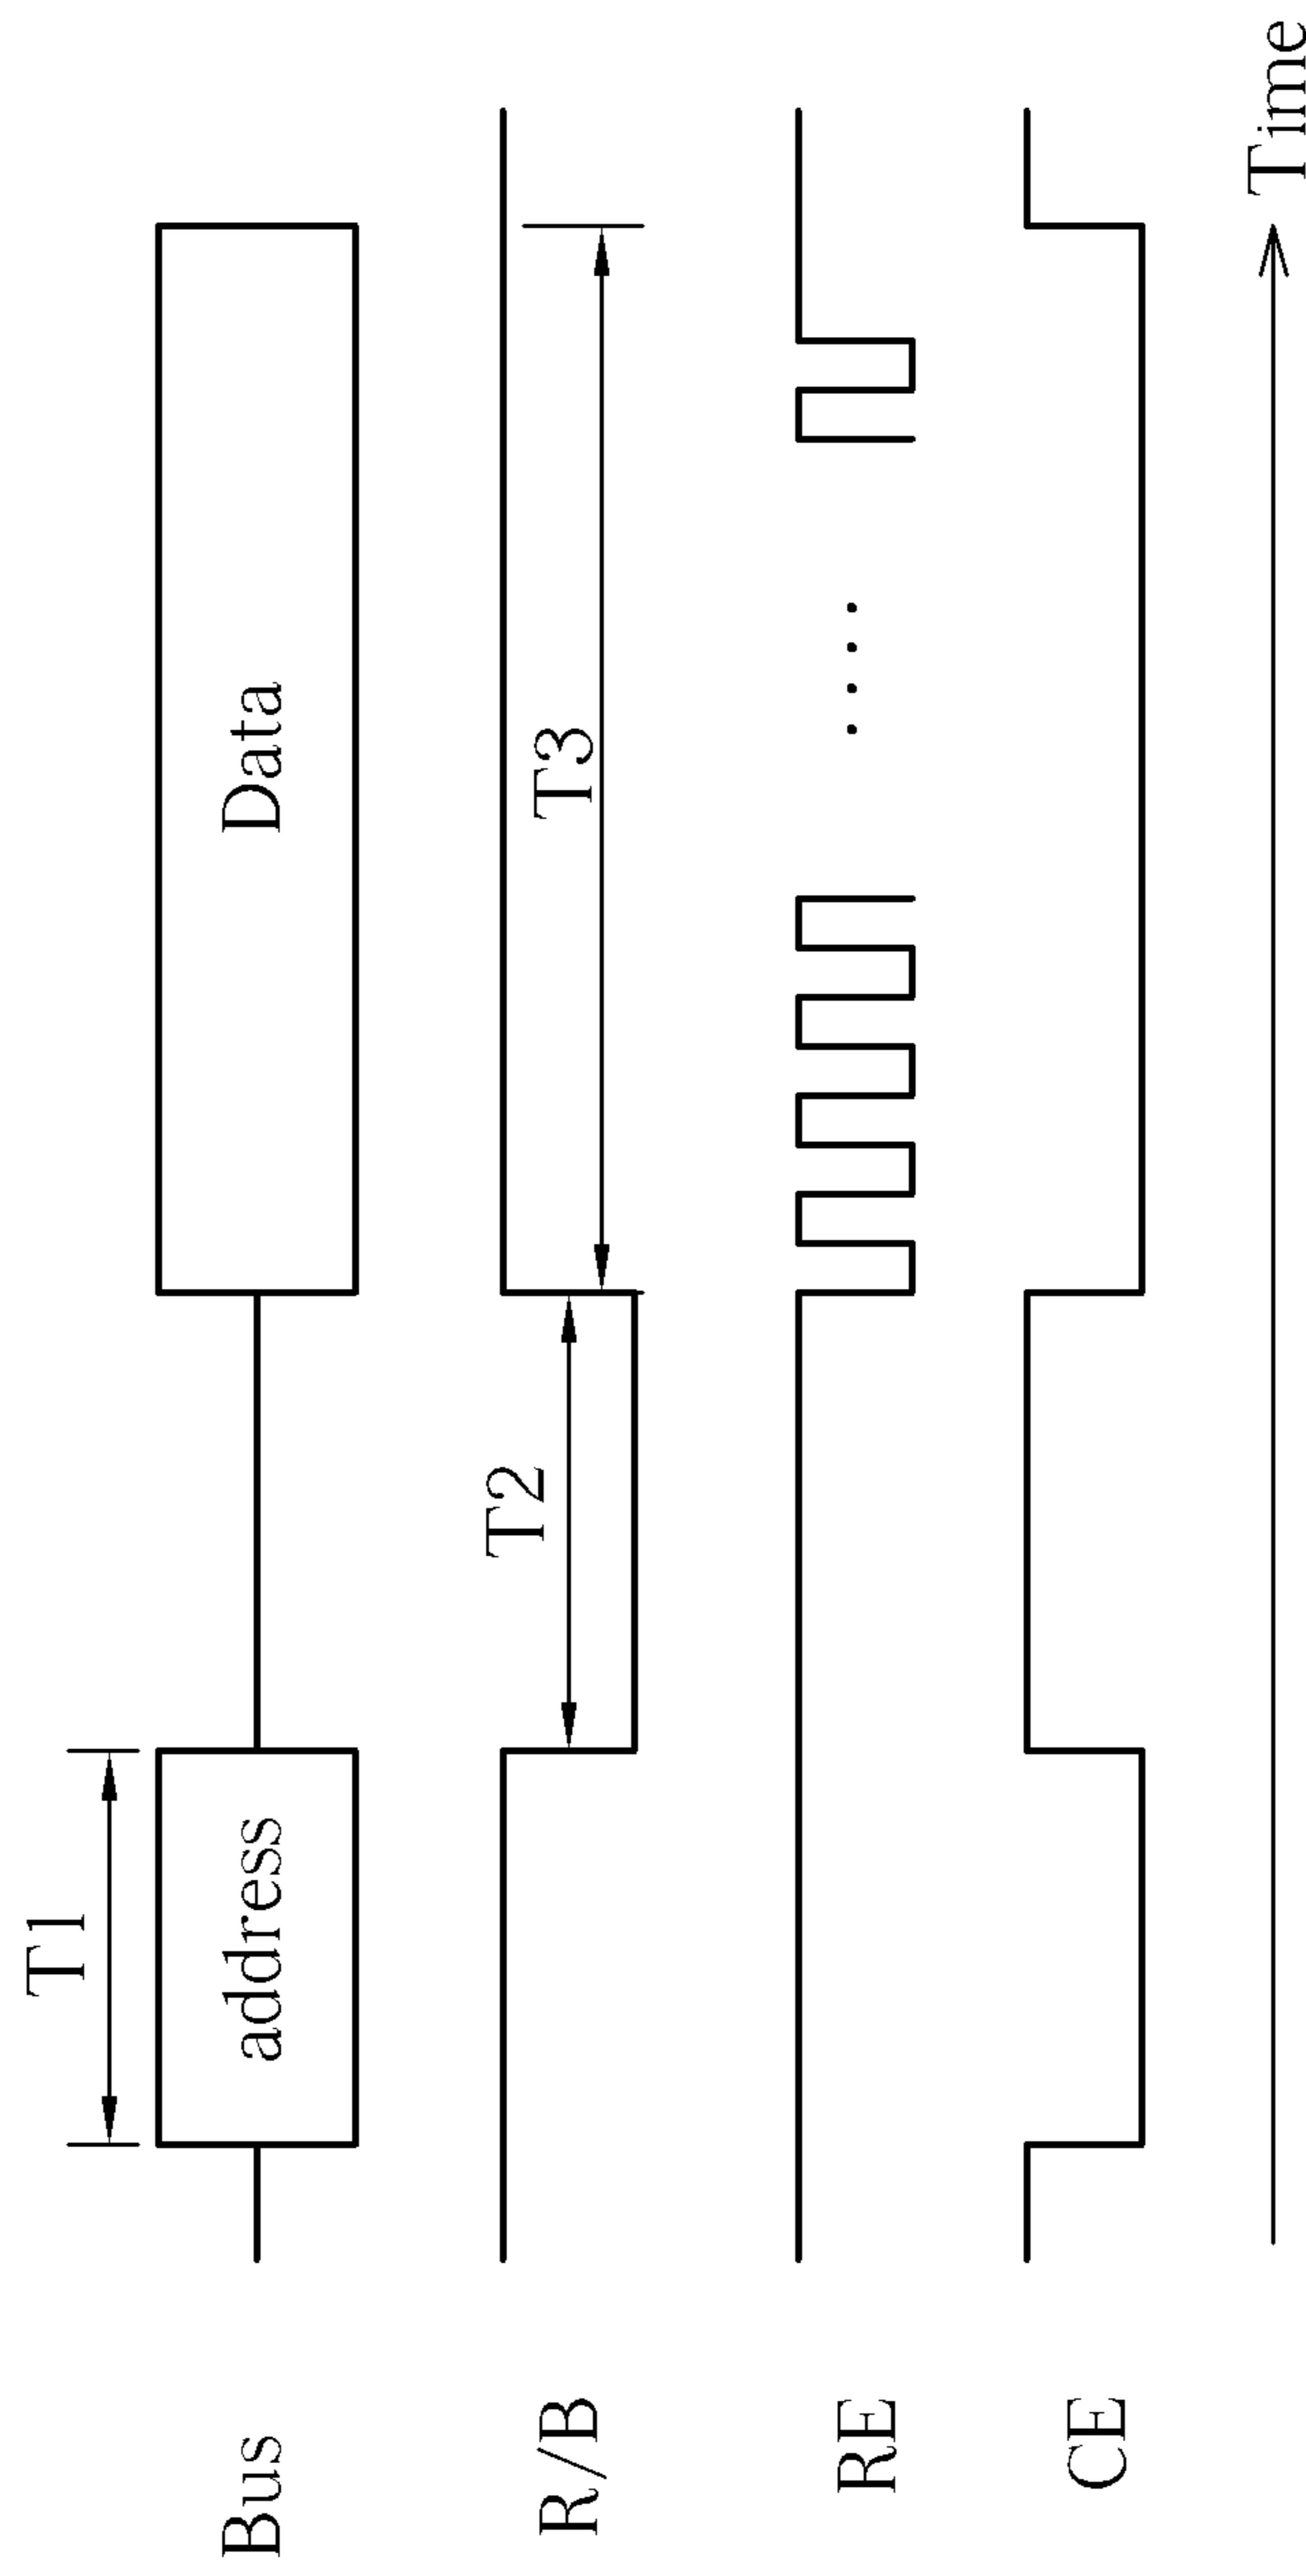 T1
Bus
address
Data
T2
T3
R/B
RE
....
CE
Time